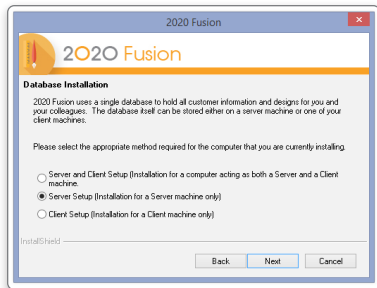 2020 Fusion
2020 Fusion
Database Installation
2020 Fusion uses a single database to hold all customer information and designs for you and
your colleagues. The database itself can be stored either on a server machine or one of your
client machines.
Please select the appropriate method required for the computer that you are currently installing.
Server and Client Setup (Installation for a computer acting as both a Server and a Client
machine.
Server Setup (Installation for a Server machine only)
Client Setup (Installation for a Client machine only)
InstallShield
Back Next Cancel